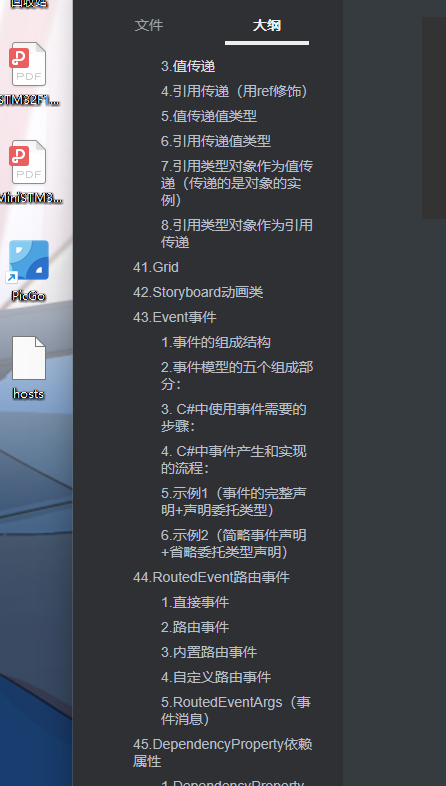 回收站
文件
大纲
3.值传递
STM32F1...
4.引用传递（用ref修饰）
5.值传递值类型
6.引用传递值类型
7.引用类型对象作为值传
递（传递的是对象的实
例）
MiniSTM3...
8.引用类型对象作为引用
传递
41.Grid
42.Storyboard动画类
PicGo
43.Event事件
1.事件的组成结构
2.事件模型的五个组成部
分：
hosts
3. C#中使用事件需要的
步骤：
4. C#中事件产生和实现
的流程：
5.示例1（事件的完整声
明+声明委托类型）
6.示例2（简略事件声明
+省略委托类型声明）
44.RoutedEvent路由事件
1.直接事件
2.路由事件
3.内置路由事件
4.自定义路由事件
5.RoutedEventArgs（事
件消息）
45.DependencyProperty依赖
属性
1.DependencyProperty
PDF
PDF